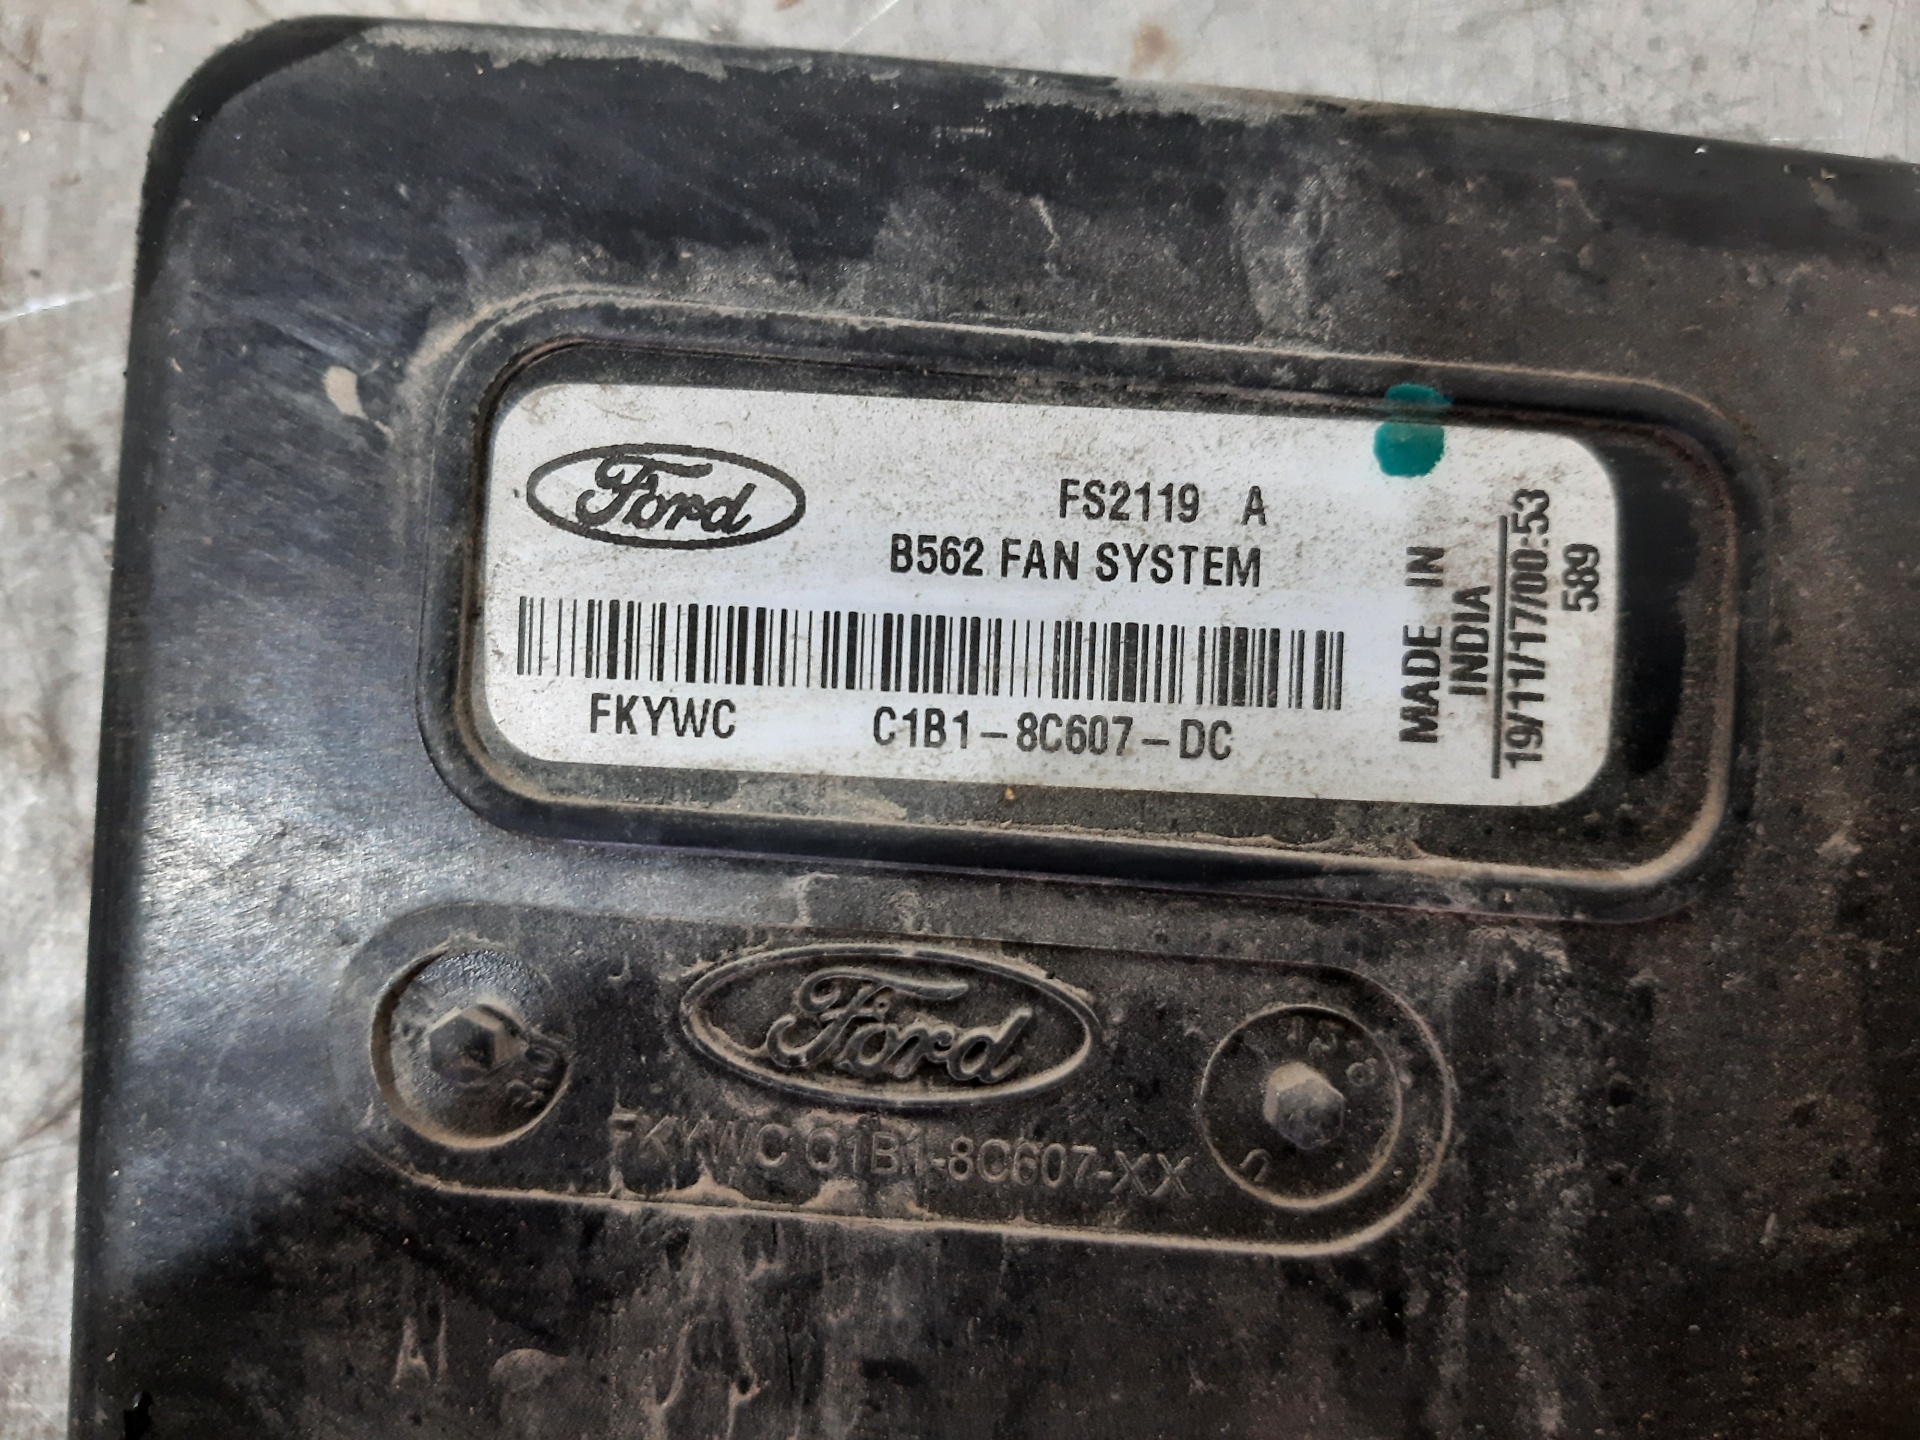 Ford
FS2119 A
B562 FAN SYSTEM
FKYWC C1B1-8C607-DC
MADE IN
INDIA
19/11/17/00:53
589
Ford
FKYWC C1B1-8C607-XX